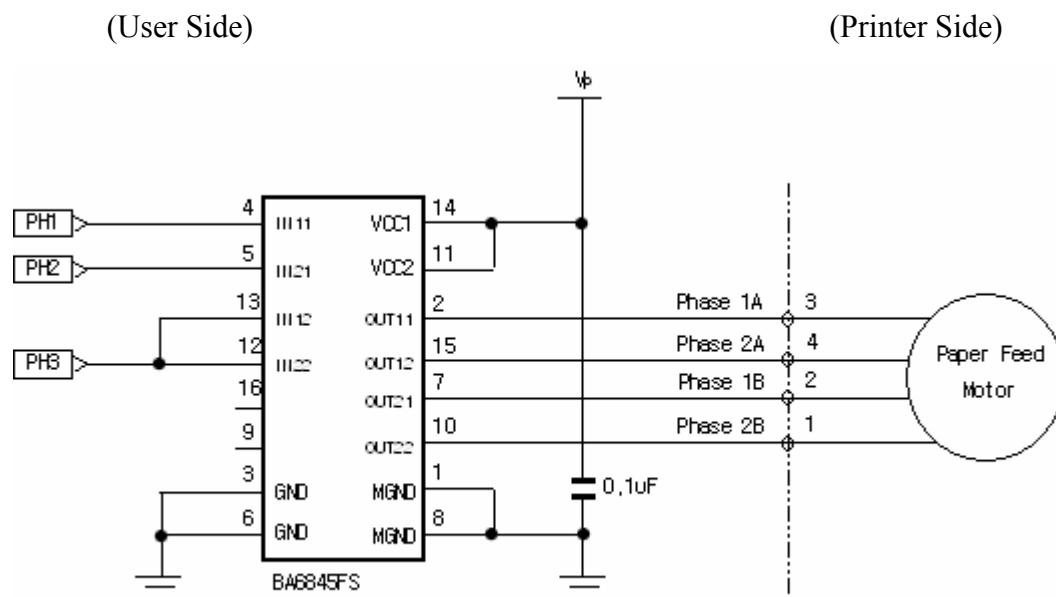 (User Side) (Printer Side)
Vp
PH1 4 IN11 VCC1 14
PH2 5 IN21 VCC2 11
13 IN12 OUT11 2 Phase 1A 3
PH3 12 IN22 OUT12 15 Phase 2A 4
16 OUT21 7 Phase 1B 2
Paper Feed
Motor
9 OUT22 10 Phase 2B 1
3 GND MGND 1
0,1uF
6 GND MGND 8
BA6845FS